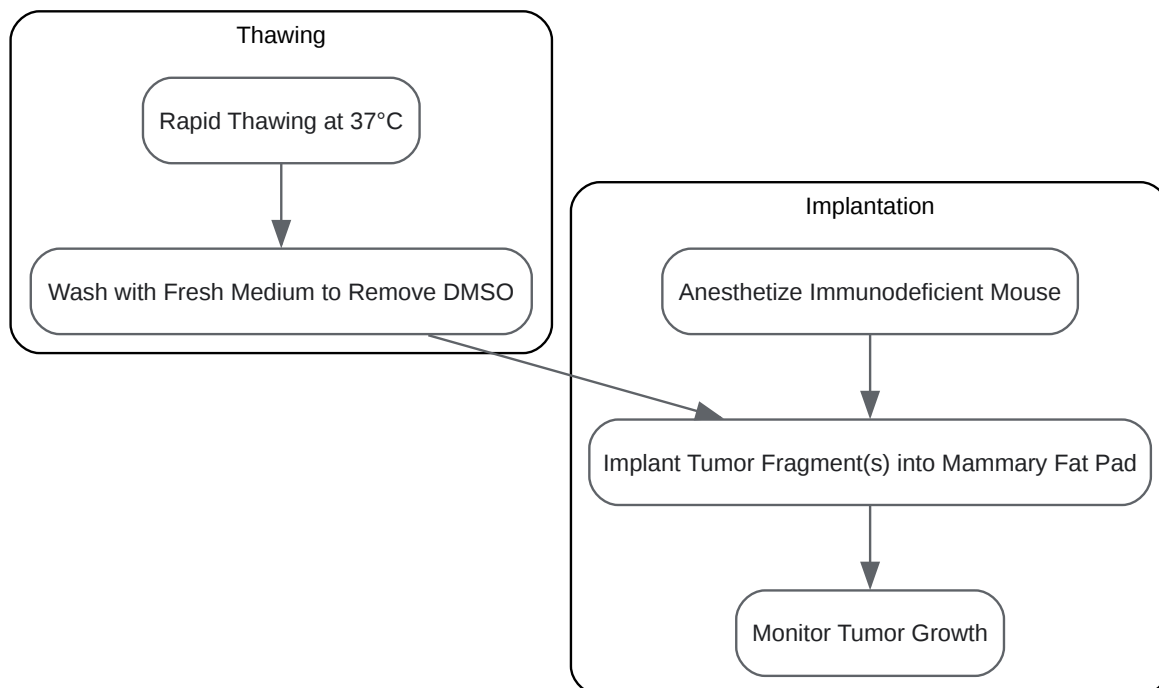 Thawing
Rapid Thawing at 37°C
Wash with Fresh Medium to Remove DMSO
Implantation
Anesthetize Immunodeficient Mouse
Implant Tumor Fragment(s) into Mammary Fat Pad
Monitor Tumor Growth